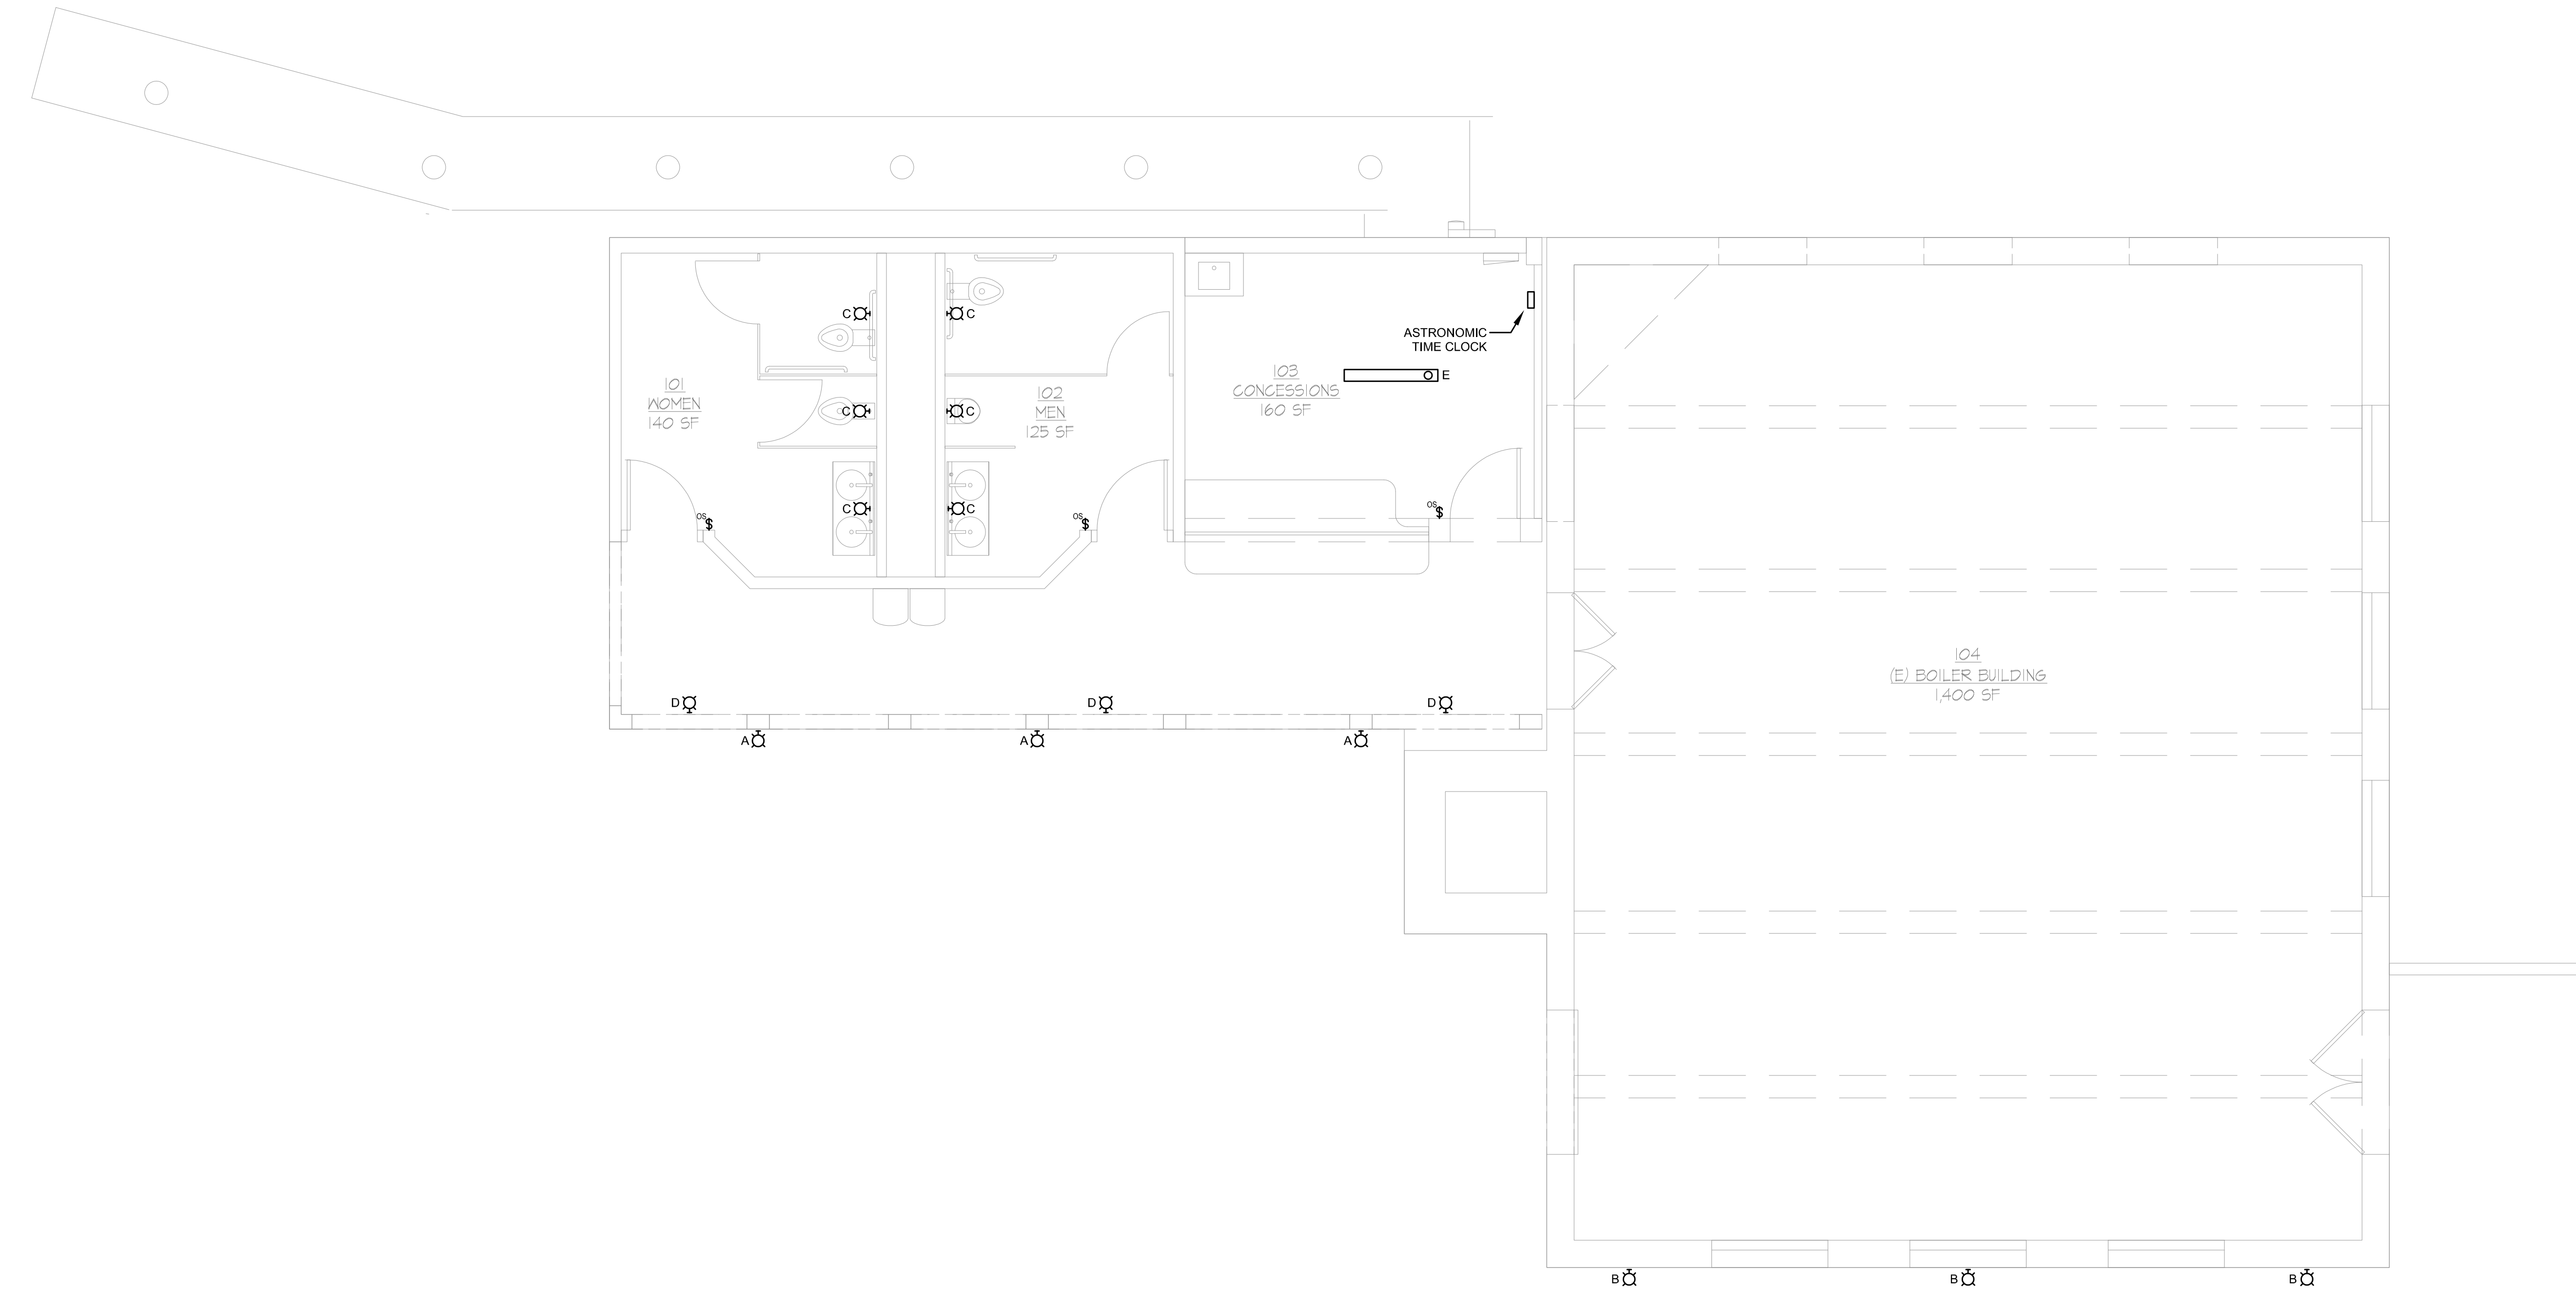 C
C
ASTRONOMIC
TIME CLOCK
E
101
WOMEN
140 SF
C
C
102
MEN
125 SF
103
CONCESSIONS
160 SF
C
C
OS $
OS $
OS $
104
(E) BOILER BUILDING
1,400 SF
D
D
D
A
A
A
B
B
B